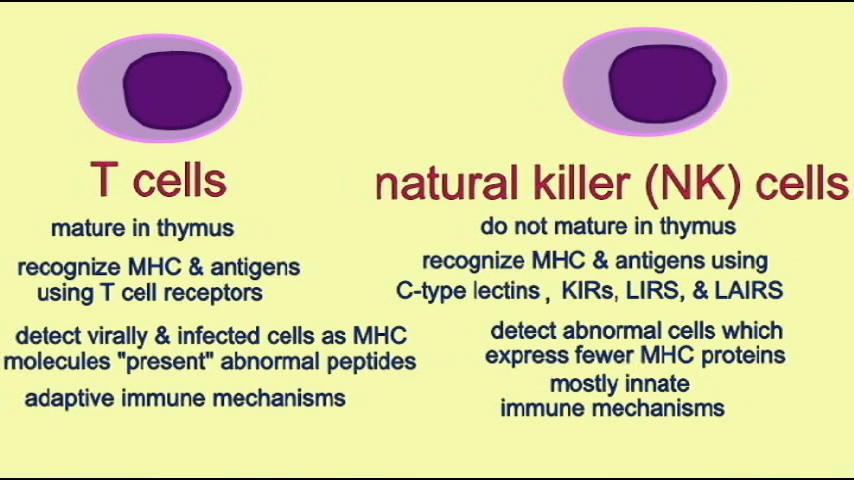 T cells
mature in thymus
recognize MHC & antigens
using T cell receptors
detect virally & infected cells as MHC
molecules "present" abnormal peptides
adaptive immune mechanisms
natural killer (NK) cells
do not mature in thymus
recognize MHC & antigens using
C-type lectins , KIRs, LIRS, & LAIRS
detect abnormal cells which
express fewer MHC proteins
mostly innate
immune mechanisms